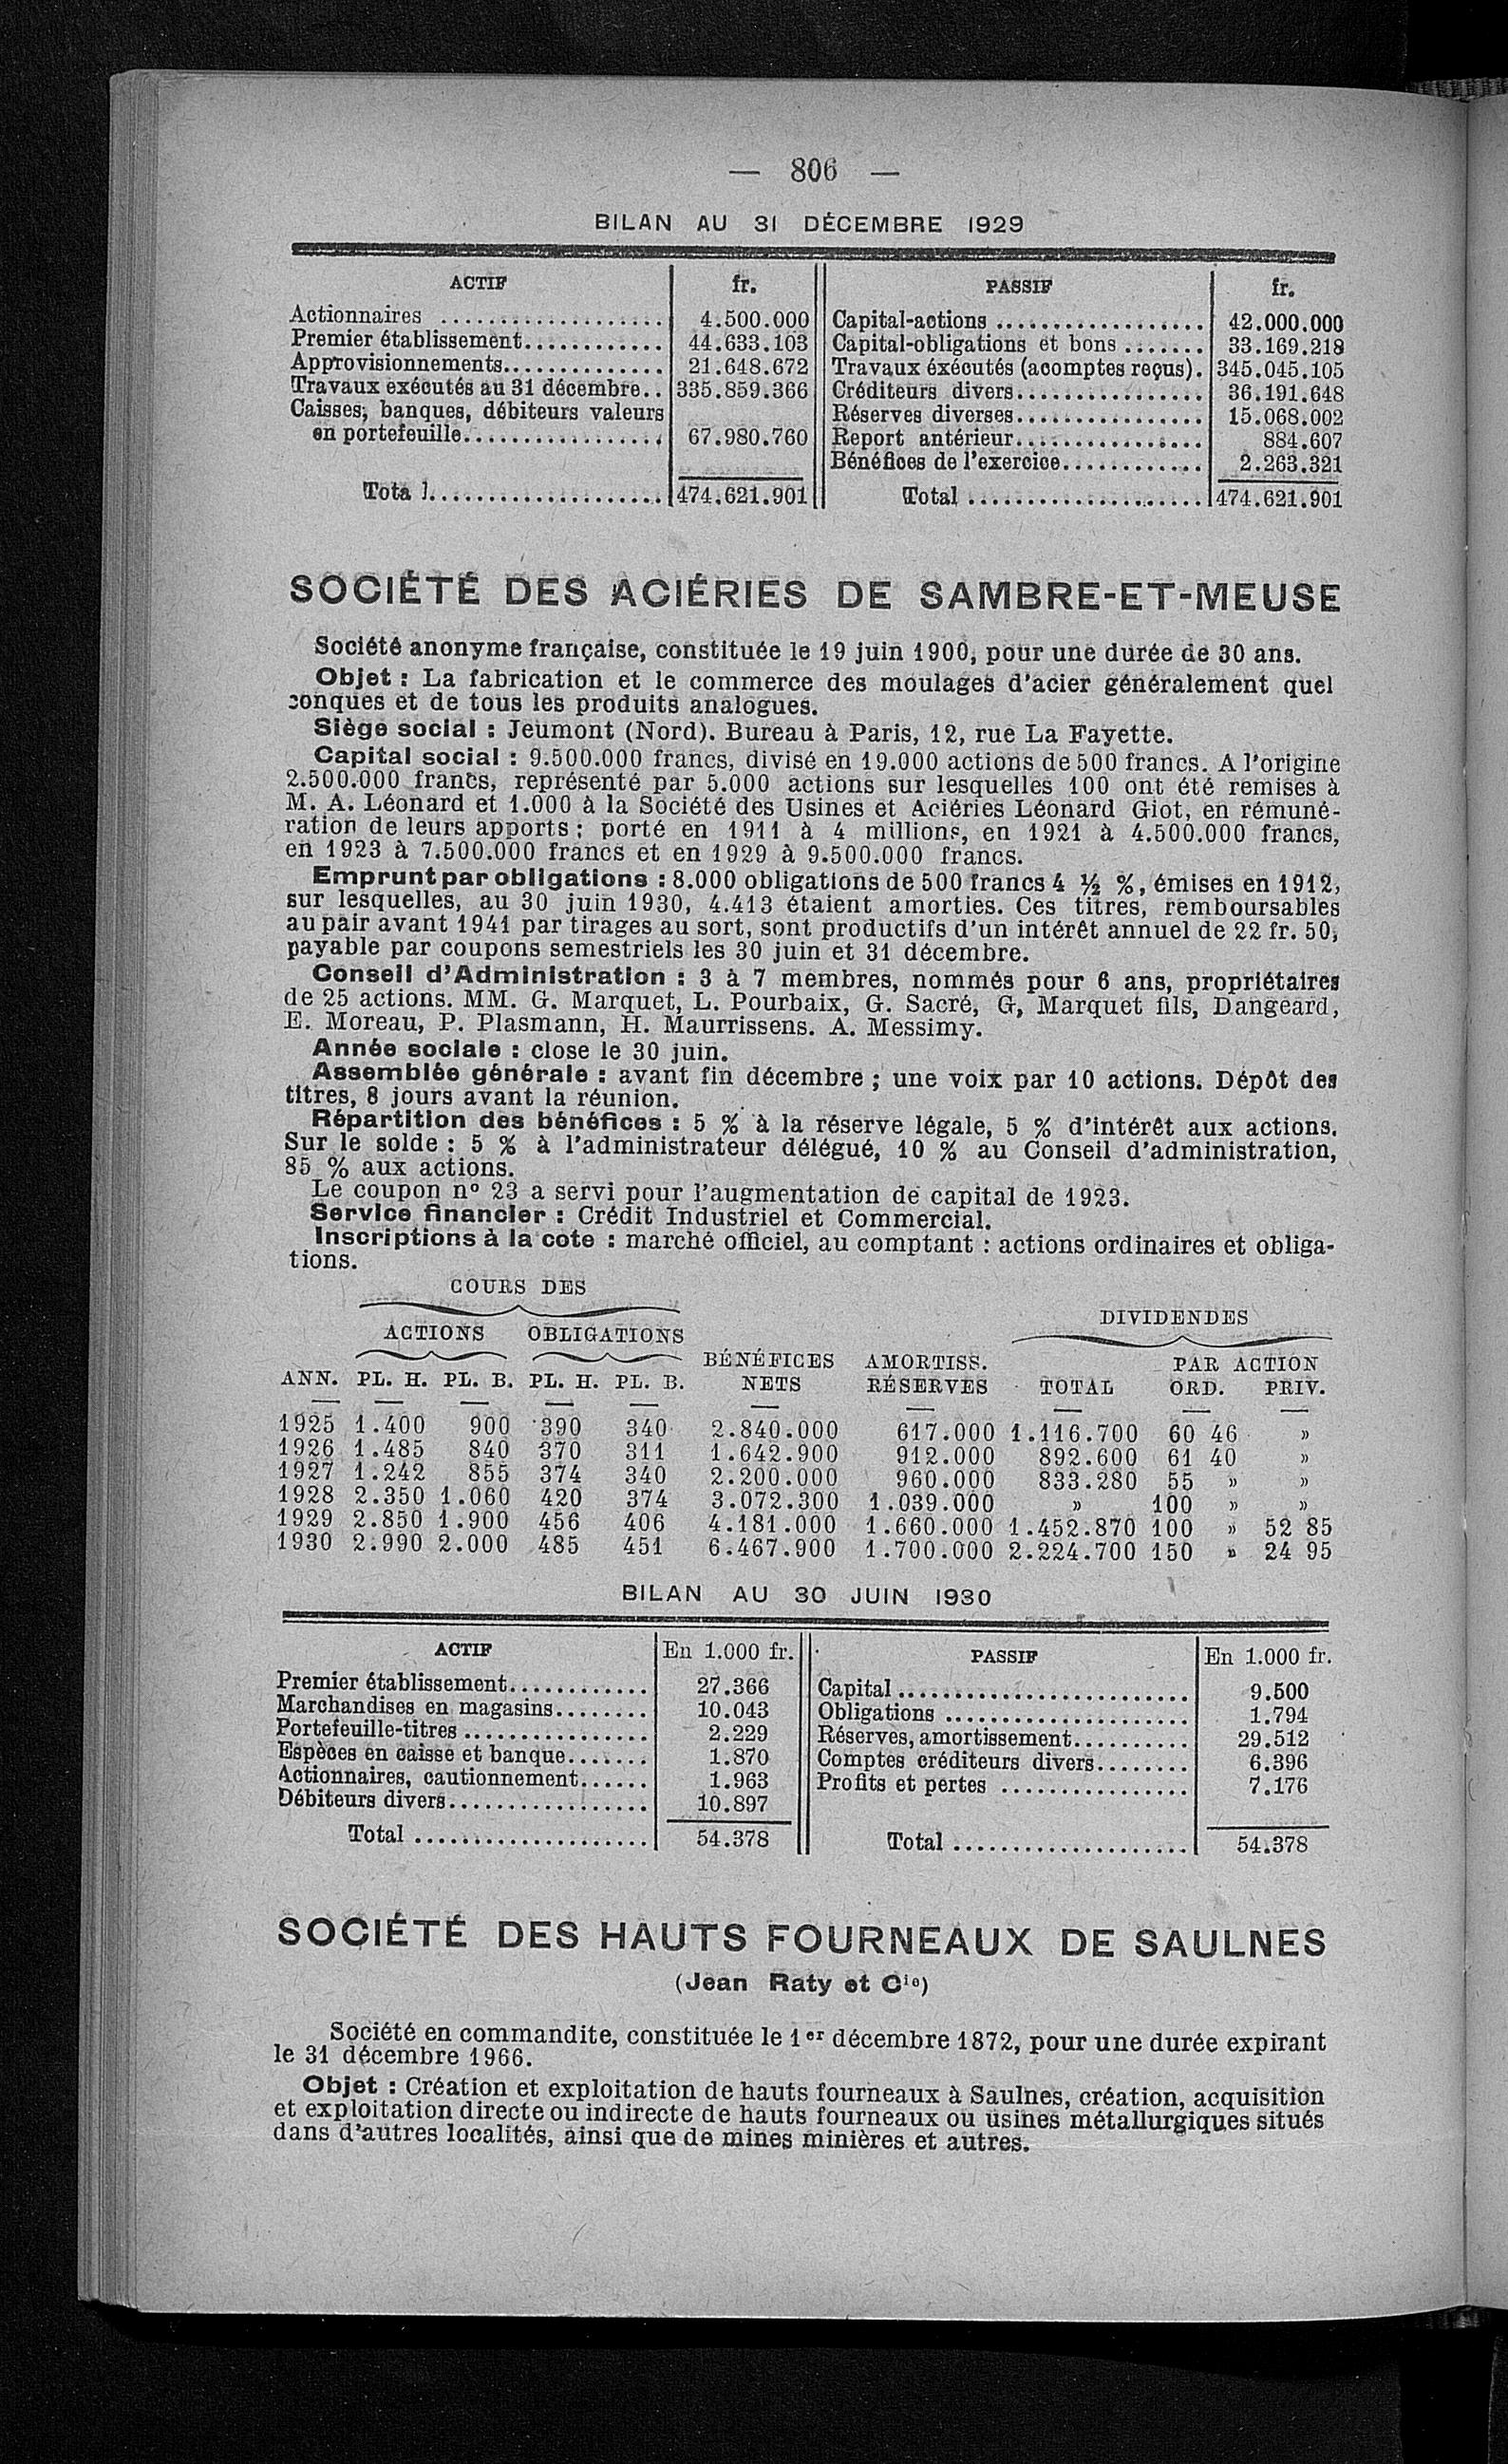 — 806 —
BILAN AU 31 DÉCEMBRE 1929
ACTIF fr. PASSIF fr.
Actionnaires ................... 4.500.000 Capital-actions .................. 42.000.000
Premier établissement............ 44.633.103 Capital-obligations et bons ....... 33.169.218
Approvisionnements.............. 21.648.672 Travaux éxécutés (acomptes reçus). 345.045.105
Travaux exécutés au 31 décembre.. 335.859.366 Créditeurs divers................ 36.191.648
Caisses, banques, débiteurs valeurs Réserves diverses................ 15.068.002
en portefeuille................. 67.980.760 Report antérieur................ 884.607
Bénéfices de l'exercice............ 2.263.321
Total.................... 474.621.901 Total .................... 474.621.901
SOCIÉTÉ DES ACIÉRIES DE SAMBRE-ET-MEUSE
Société anonyme française, constituée le 19 juin 1900, pour une durée de 30 ans.
Objet : La fabrication et le commerce des moulages d'acier généralement quel
conques et de tous les produits analogues.
Siège social : Jeumont (Nord). Bureau à Paris, 12, rue La Fayette.
Capital social : 9.500.000 francs, divisé en 19.000 actions de 500 francs. A l'origine
2.500.000 francs, représenté par 5.000 actions sur lesquelles 100 ont été remises à
M. A. Léonard et 1.000 à la Société des Usines et Aciéries Léonard Giot, en rémuné-
ration de leurs apports; porté en 1911 à 4 millions, en 1921 à 4.500.000 francs,
en 1923 à 7.500.000 francs et en 1929 à 9.500.000 francs.
Emprunt par obligations : 8.000 obligations de 500 francs 4 ½ %, émises en 1912,
sur lesquelles, au 30 juin 1930, 4.413 étaient amorties. Ces titres, remboursables
au pair avant 1941 par tirages au sort, sont productifs d'un intérêt annuel de 22 fr. 50,
payable par coupons semestriels les 30 juin et 31 décembre.
Conseil d'Administration : 3 à 7 membres, nommés pour 6 ans, propriétaires
de 25 actions. MM. G. Marquet, L. Pourbaix, G. Sacré, G, Marquet fils, Dangeard,
E. Moreau, P. Plasmann, H. Maurrissens. A. Messimy.
Année sociale : close le 30 juin.
Assemblée générale : avant fin décembre ; une voix par 10 actions. Dépôt des
titres, 8 jours avant la réunion.
Répartition des bénéfices : 5 % à la réserve légale, 5 % d'intérêt aux actions.
Sur le solde : 5 % à l'administrateur délégué, 10 % au Conseil d'administration,
85 % aux actions.
Le coupon nº 23 a servi pour l'augmentation de capital de 1923.
Service financier : Crédit Industriel et Commercial.
Inscriptions à la cote : marché officiel, au comptant : actions ordinaires et obliga-
tions.
COURS DES
DIVIDENDES
ACTIONS OBLIGATIONS
BÉNÉFICES AMORTISS. PAR ACTION
ANN. PL. H. PL. B. PL. H. PL. B. NETS RÉSERVES TOTAL ORD. PRIV.
1925 1.400 900 390 340 2.840.000 617.000 1.116.700 60 46 »
1926 1.485 840 370 311 1.642.900 912.000 892.600 61 40 »
1927 1.242 855 374 340 2.200.000 960.000 833.280 55 » »
1928 2.350 1.060 420 374 3.072.300 1.039.000 » 100 » »
1929 2.850 1.900 456 406 4.181.000 1.660.000 1.452.870 100 » 52 85
1930 2.990 2.000 485 451 6.467.900 1.700.000 2.224.700 150 » 24 95
BILAN AU 30 JUIN 1930
ACTIF En 1.000 fr. PASSIF En 1.000 fr.
Premier établissement............ 27.366 Capital.......................... 9.500
Marchandises en magasins........ 10.043 Obligations ...................... 1.794
Portefeuille-titres ................ 2.229 Réserves, amortissement.......... 29.512
Espèces en caisse et banque....... 1.870 Comptes créditeurs divers........ 6.396
Actionnaires, cautionnement...... 1.963 Profits et pertes ................. 7.176
Débiteurs divers................. 10.897
Total .................... 54.378 Total .................... 54.378
SOCIÉTÉ DES HAUTS FOURNEAUX DE SAULNES
(Jean Raty et Cie)
Société en commandite, constituée le 1er décembre 1872, pour une durée expirant
le 31 décembre 1966.
Objet : Création et exploitation de hauts fourneaux à Saulnes, création, acquisition
et exploitation directe ou indirecte de hauts fourneaux ou usines métallurgiques situés
dans d'autres localités, ainsi que de mines minières et autres.